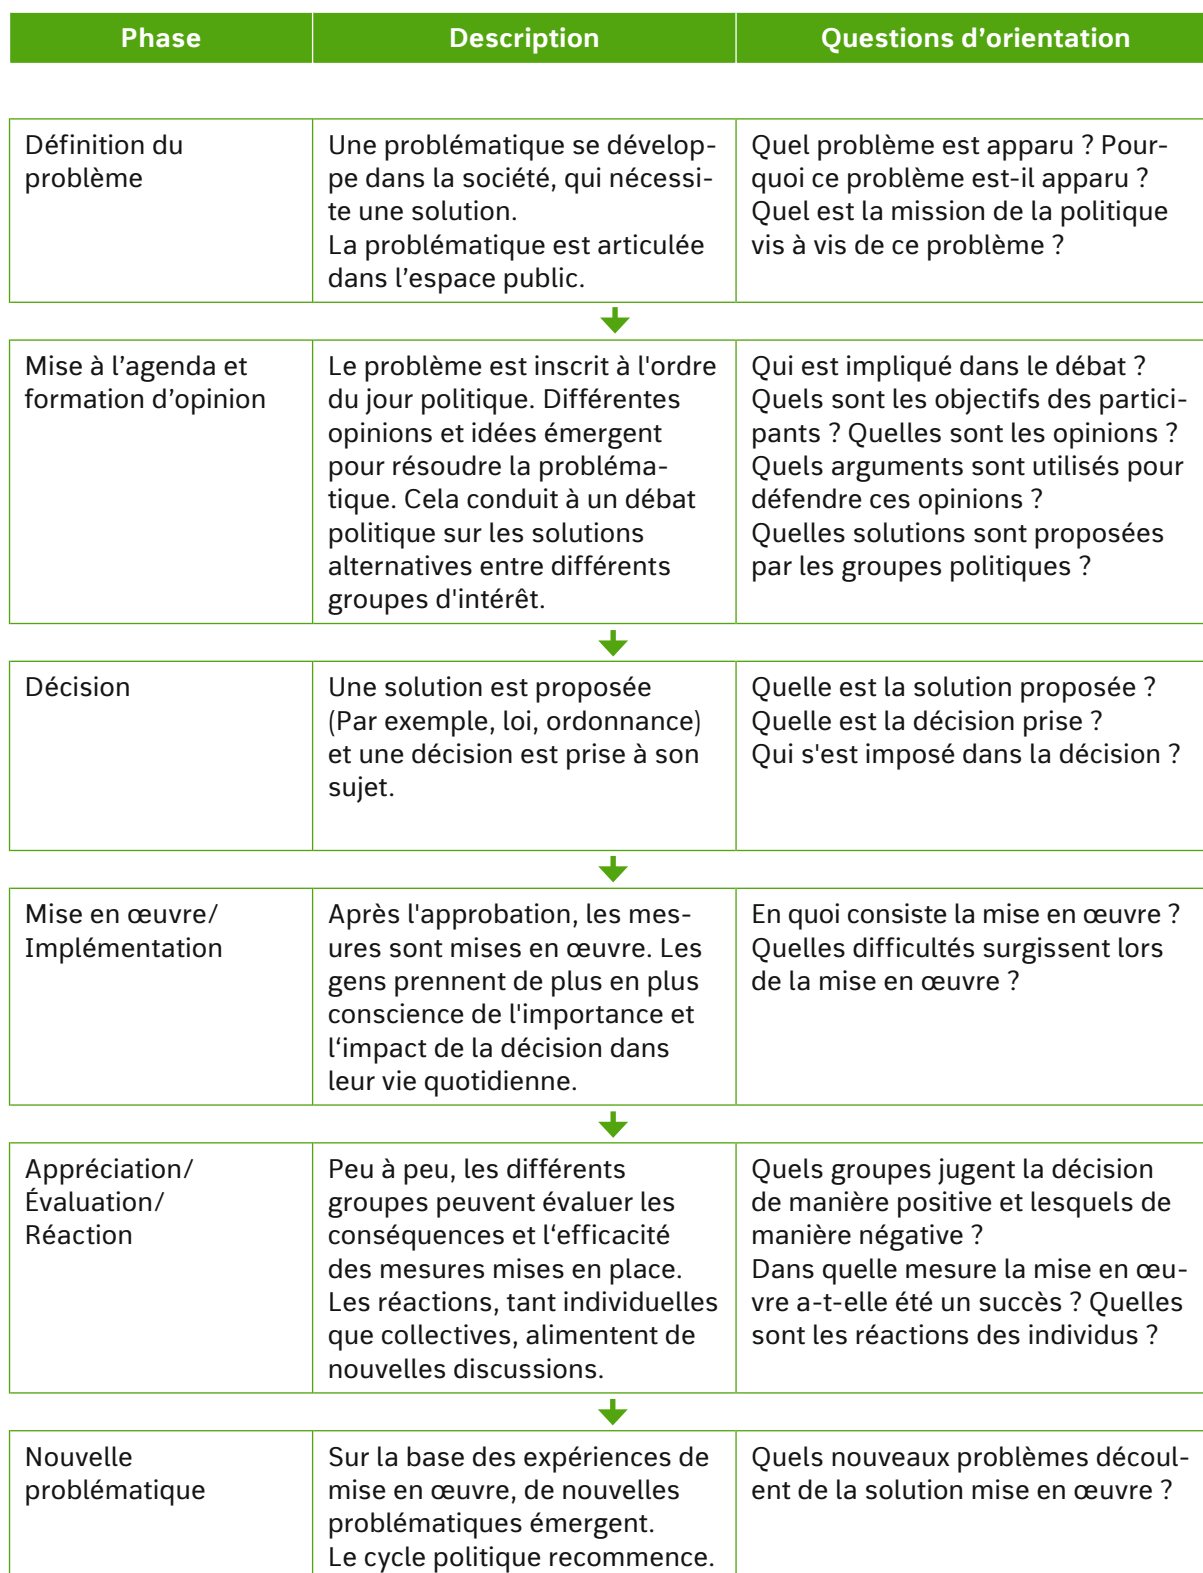 Phase
Description
Questions d’orientation
Définition du
problème
Une problématique se dévelop-
pe dans la société, qui nécessi-
te une solution.
La problématique est articulée
dans l’espace public.
Quel problème est apparu ? Pour-
quoi ce problème est-il apparu ?
Quel est la mission de la politique
vis à vis de ce problème ?
Mise à l’agenda et
formation d’opinion
Le problème est inscrit à l'ordre
du jour politique. Différentes
opinions et idées émergent
pour résoudre la probléma-
tique. Cela conduit à un débat
politique sur les solutions
alternatives entre différents
groupes d'intérêt.
Qui est impliqué dans le débat ?
Quels sont les objectifs des partici-
pants ? Quelles sont les opinions ?
Quels arguments sont utilisés pour
défendre ces opinions ?
Quelles solutions sont proposées
par les groupes politiques ?
Décision
Une solution est proposée
(Par exemple, loi, ordonnance)
et une décision est prise à son
sujet.
Quelle est la solution proposée ?
Quelle est la décision prise ?
Qui s'est imposé dans la décision ?
Mise en œuvre/
Implémentation
Après l'approbation, les mes-
ures sont mises en œuvre. Les
gens prennent de plus en plus
conscience de l'importance et
l‘impact de la décision dans
leur vie quotidienne.
En quoi consiste la mise en œuvre ?
Quelles difficultés surgissent lors
de la mise en œuvre ?
Appréciation/
Évaluation/
Réaction
Peu à peu, les différents
groupes peuvent évaluer les
conséquences et l‘efficacité
des mesures mises en place.
Les réactions, tant individuelles
que collectives, alimentent de
nouvelles discussions.
Quels groupes jugent la décision
de manière positive et lesquels de
manière négative ?
Dans quelle mesure la mise en œu-
vre a-t-elle été un succès ? Quelles
sont les réactions des individus ?
Nouvelle
problématique
Sur la base des expériences de
mise en œuvre, de nouvelles
problématiques émergent.
Le cycle politique recommence.
Quels nouveaux problèmes découl-
ent de la solution mise en œuvre ?